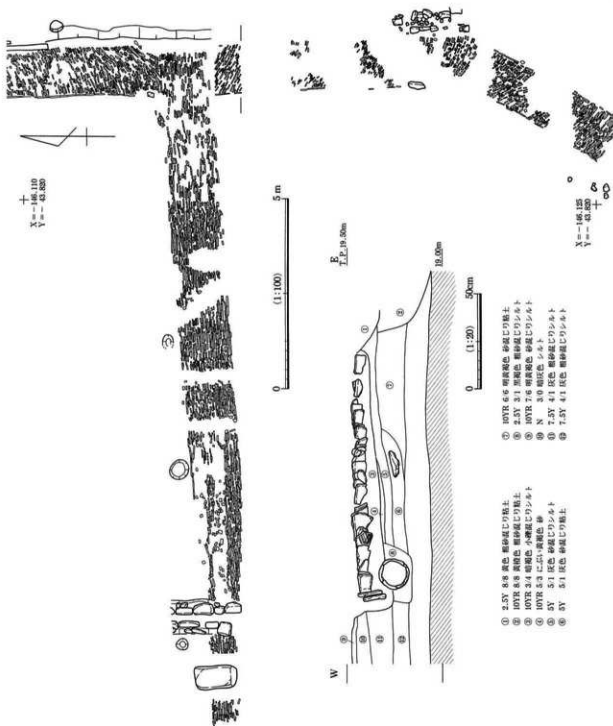 X=-146.110
Y= -43.820
0 (1:100) 5m
X=-146.125
Y= -43.820
W
E
T.P.19.50m
19.00m
0 (1:20) 50cm
① 2.5Y 8/8 黄色 粗砂混じり粘土
② 10YR 8/8 黄橙色 粗砂混じり粘土
③ 10YR 3/4 暗褐色 小礫混じりシルト
④ 10YR 5/3 にぶい黄褐色 砂
⑤ 5Y 5/1 灰色 砂混じりシルト
⑥ 5Y 5/1 灰色 砂混じり粘土
⑦ 10YR 6/6 明黄褐色 砂混じり粘土
⑧ 2.5Y 3/1 黒褐色 粗砂混じりシルト
⑨ 10YR 7/6 明黄褐色 砂混じりシルト
⑩ N 3/0 暗灰色 シルト
⑪ 7.5Y 4/1 灰色 粗砂混じりシルト
⑫ 7.5Y 4/1 灰色 粗砂混じりシルト